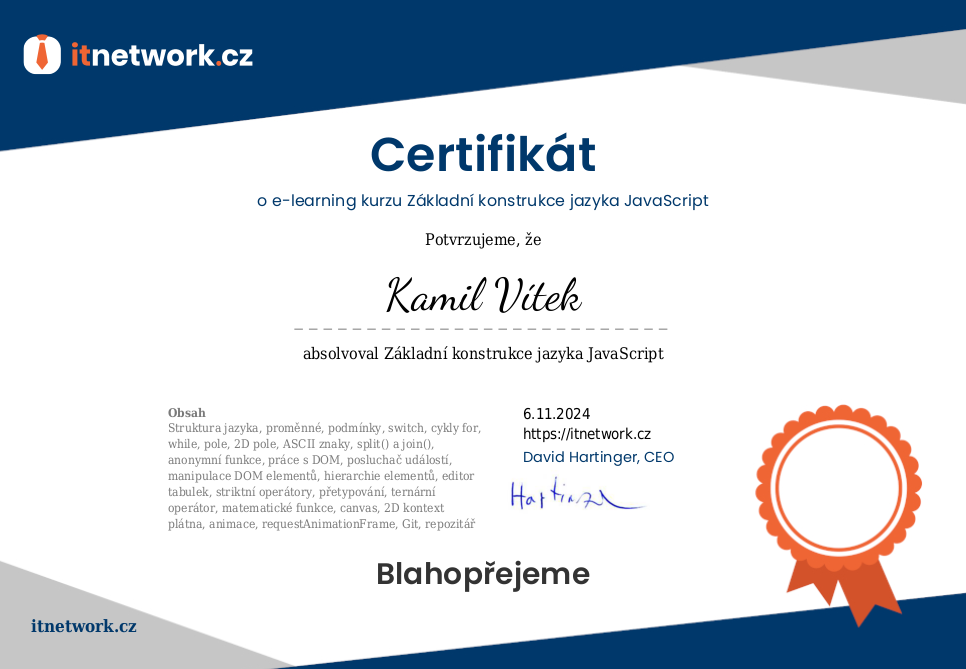 itnetwork.cz
Certifikát
o e-learning kurzu Základní konstrukce jazyka JavaScript
Potvrzujeme, že
Kamil Vítek
absolvoval Základní konstrukce jazyka JavaScript
Obsah
Struktura jazyka, proměnné, podmínky, switch, cykly for,
while, pole, 2D pole, ASCII znaky, split() a join(),
anonymní funkce, práce s DOM, posluchač událostí,
manipulace DOM elementů, hierarchie elementů, editor
tabulek, striktní operátory, přetypování, ternární
operátor, matematické funkce, canvas, 2D kontext
plátna, animace, requestAnimationFrame, Git, repozitář
6.11.2024
https://itnetwork.cz
David Hartinger, CEO
Blahopřejeme
itnetwork.cz